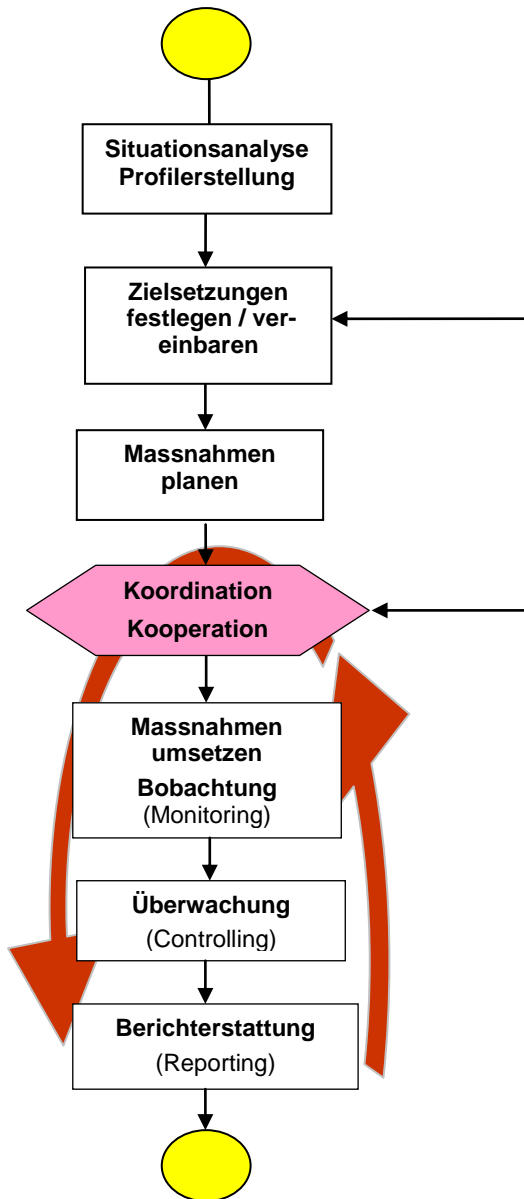 Situationsanalyse
Profilerstellung
Zielsetzungen
festlegen / ver-
einbaren
Massnahmen
planen
Koordination
Kooperation
Massnahmen
umsetzen
Bobachtung
(Monitoring)
Überwachung
(Controlling)
Berichterstattung
(Reporting)